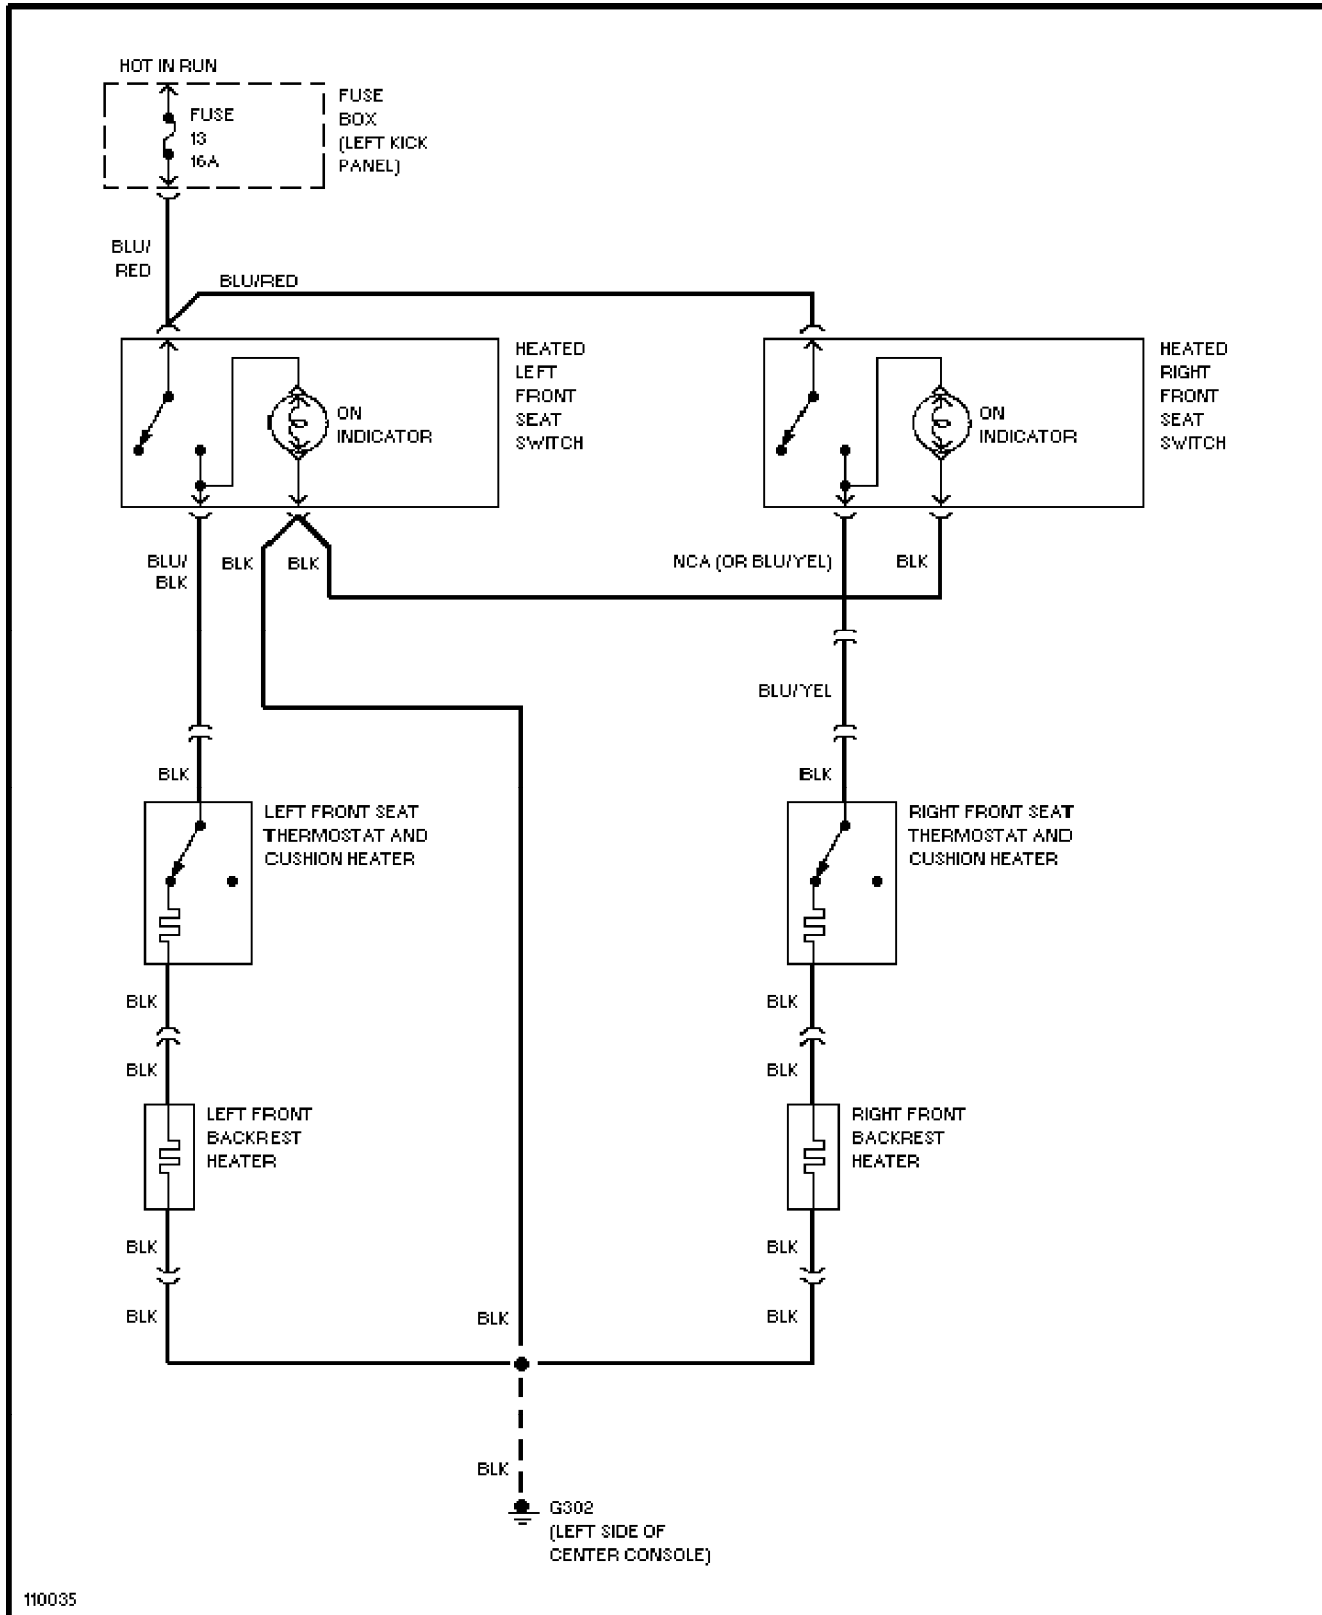 HOT IN RUN
FUSE
13
16A
FUSE
BOX
(LEFT KICK
PANEL)
BLU/
RED
BLU/RED
HEATED
LEFT
FRONT
SEAT
SWITCH
ON
INDICATOR
HEATED
RIGHT
FRONT
SEAT
SWITCH
ON
INDICATOR
BLU/
BLK
BLK
BLK
NCA (OR BLU/YEL)
BLK
BLU/YEL
BLK
BLK
LEFT FRONT SEAT
THERMOSTAT AND
CUSHION HEATER
RIGHT FRONT SEAT
THERMOSTAT AND
CUSHION HEATER
BLK
BLK
BLK
BLK
LEFT FRONT
BACKREST
HEATER
RIGHT FRONT
BACKREST
HEATER
BLK
BLK
BLK
BLK
BLK
BLK
G302
(LEFT SIDE OF
CENTER CONSOLE)
110035